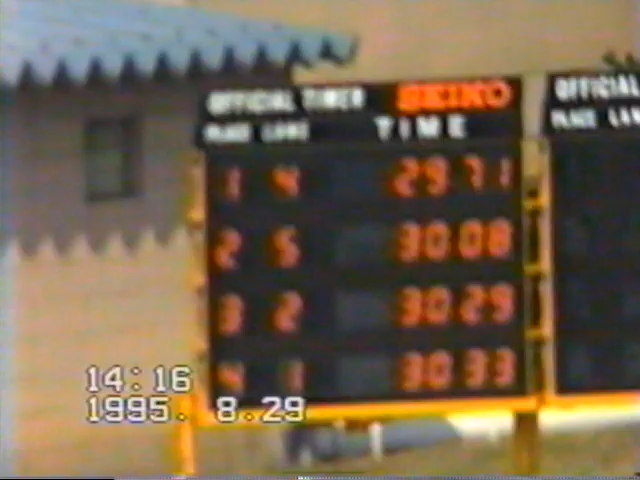 OFFICIAL TIMER SEIKO
PLACE LANE TIME
1 4 29 71
2 5 30 08
3 2 30 29
4 1 30 33
OFFICIAL
PLACE LAN
14:16
1995. 8.29